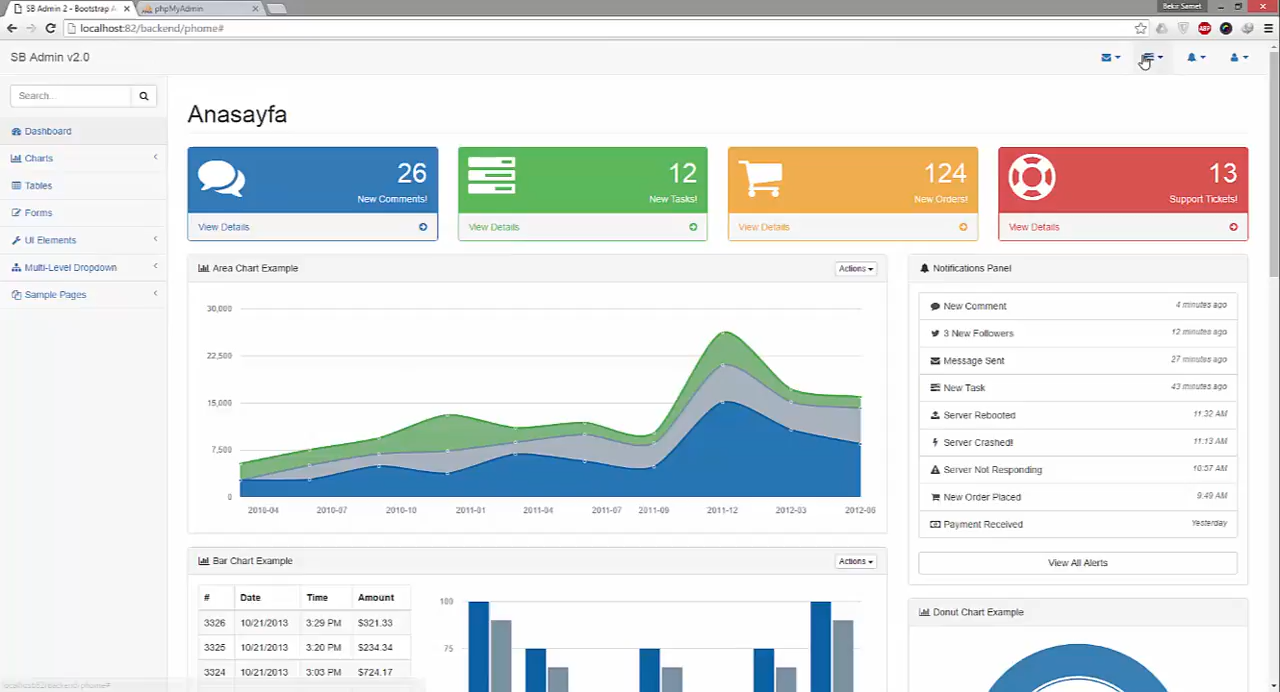 SB Admin 2 - Bootstrap A
phpMyAdmin
Bekir Samet
localhost:82/backend/phome#
SB Admin v2.0
Search...
Dashboard
Charts
Tables
Forms
UI Elements
Multi-Level Dropdown
Sample Pages
Anasayfa
26
New Comments!
View Details
12
New Tasks!
View Details
124
New Orders!
View Details
13
Support Tickets!
View Details
Area Chart Example
Actions
30,000
22,500
15,000
7,500
0
2010-04 2010-07 2010-10 2011-01 2011-04 2011-07 2011-09 2011-12 2012-03 2012-06
Notifications Panel
New Comment 4 minutes ago
3 New Followers 12 minutes ago
Message Sent 27 minutes ago
New Task 43 minutes ago
Server Rebooted 11:32 AM
Server Crashed! 11:13 AM
Server Not Responding 10:57 AM
New Order Placed 9:49 AM
Payment Received Yesterday
View All Alerts
Bar Chart Example
Actions
# Date Time Amount
3326 10/21/2013 3:29 PM $321.33
3325 10/21/2013 3:20 PM $234.34
3324 10/21/2013 3:03 PM $724.17
100
75
Donut Chart Example
localhost:82/backend/phome#